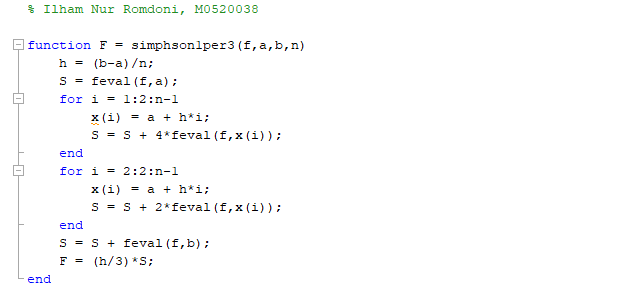 % Ilham Nur Romdoni, M0520038
function F = simphson1per3(f,a,b,n)
h = (b-a)/n;
S = feval(f,a);
for i = 1:2:n-1
x(i) = a + h*i;
S = S + 4*feval(f,x(i));
end
for i = 2:2:n-1
x(i) = a + h*i;
S = S + 2*feval(f,x(i));
end
S = S + feval(f,b);
F = (h/3)*S;
end